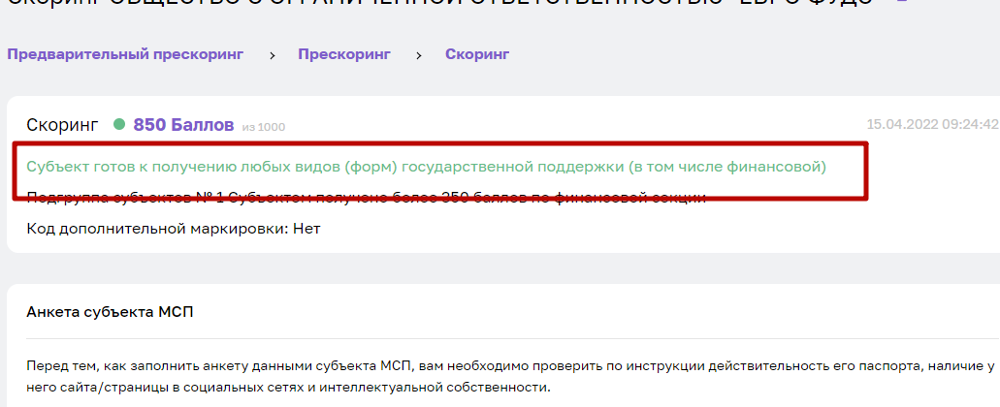 Скоринг ОБЩЕСТВО С ОГРАНИЧЕННОЙ ОТВЕТСТВЕННОСТЬЮ "ЕВРО ФУДС"
Предварительный прескоринг > Прескоринг > Скоринг
Скоринг 850 Баллов из 1000 15.04.2022 09:24:42
Субъект готов к получению любых видов (форм) государственной поддержки (в том числе финансовой)
Подгруппа субъектов № 1 Субъектом получено более 350 баллов по финансовой секции
Код дополнительной маркировки: Нет
Анкета субъекта МСП
Перед тем, как заполнить анкету данными субъекта МСП, вам необходимо проверить по инструкции действительность его паспорта, наличие у
него сайта/страницы в социальных сетях и интеллектуальной собственности.